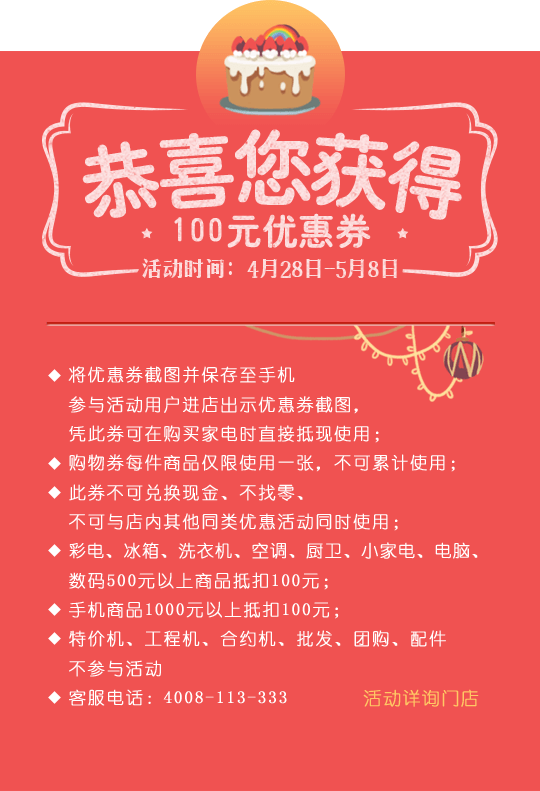 恭喜您获得
100元优惠券
活动时间：4月28日-5月8日
将优惠券截图并保存至手机
参与活动用户进店出示优惠券截图，
凭此券可在购买家电时直接抵现使用；
购物券每件商品仅限使用一张，不可累计使用；
此券不可兑换现金、不找零、
不可与店内其他同类优惠活动同时使用；
彩电、冰箱、洗衣机、空调、厨卫、小家电、电脑、
数码500元以上商品抵扣100元；
手机商品1000元以上抵扣100元；
特价机、工程机、合约机、批发、团购、配件
不参与活动
客服电话：4008-113-333 活动详询门店